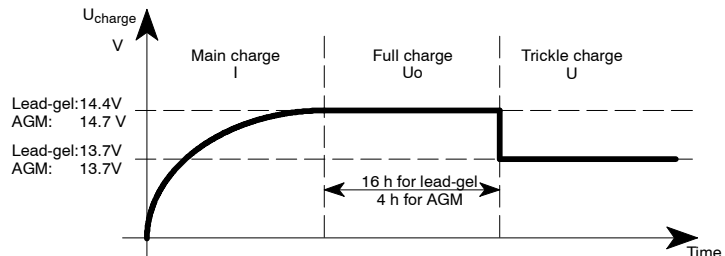 U charge
V
Main charge
I
Full charge
Uo
Trickle charge
U
Lead-gel:14.4V
AGM: 14.7 V
Lead-gel:13.7V
AGM: 13.7V
16 h for lead-gel
4 h for AGM
Time